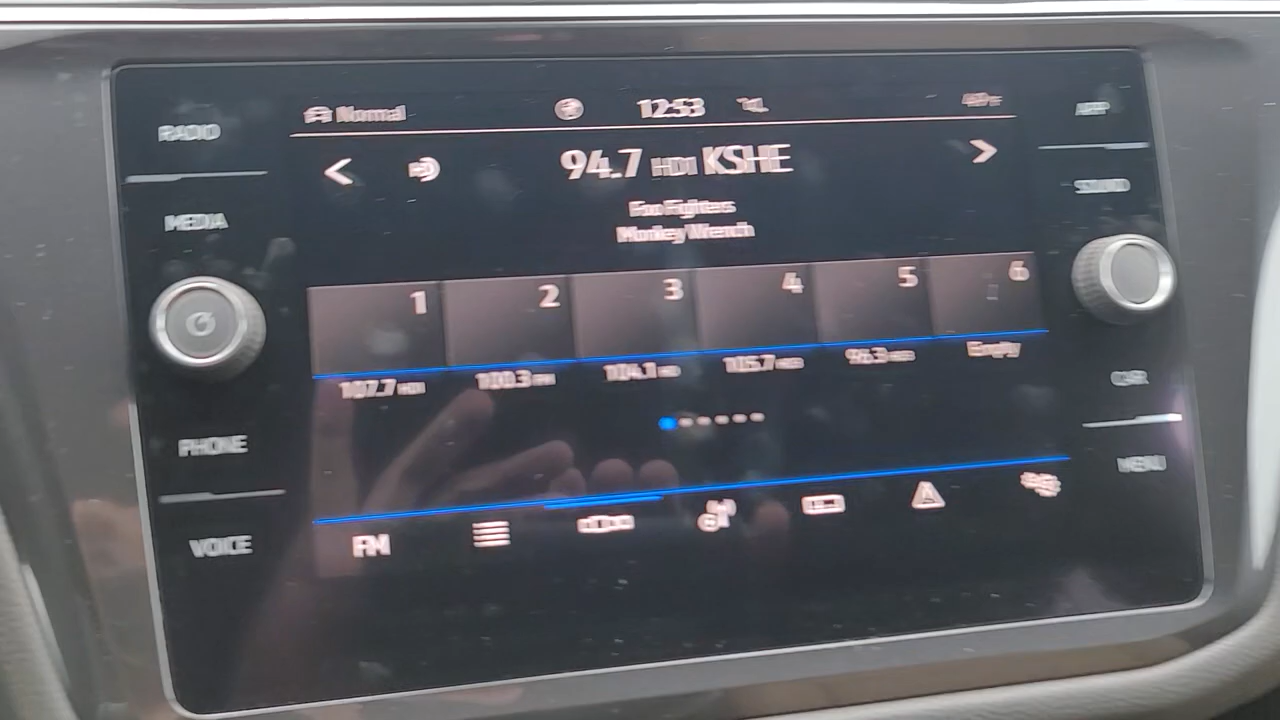 Normal 12:53
RADIO
APP
94.7 HD1 KSHE
SOUND
MEDIA
Foo Fighters
Monkey Wrench
1 2 3 4 5 6
107.7 HD1 100.3 104.1 105.7 96.3 Empty
CAR
PHONE
MENU
VOICE
FM